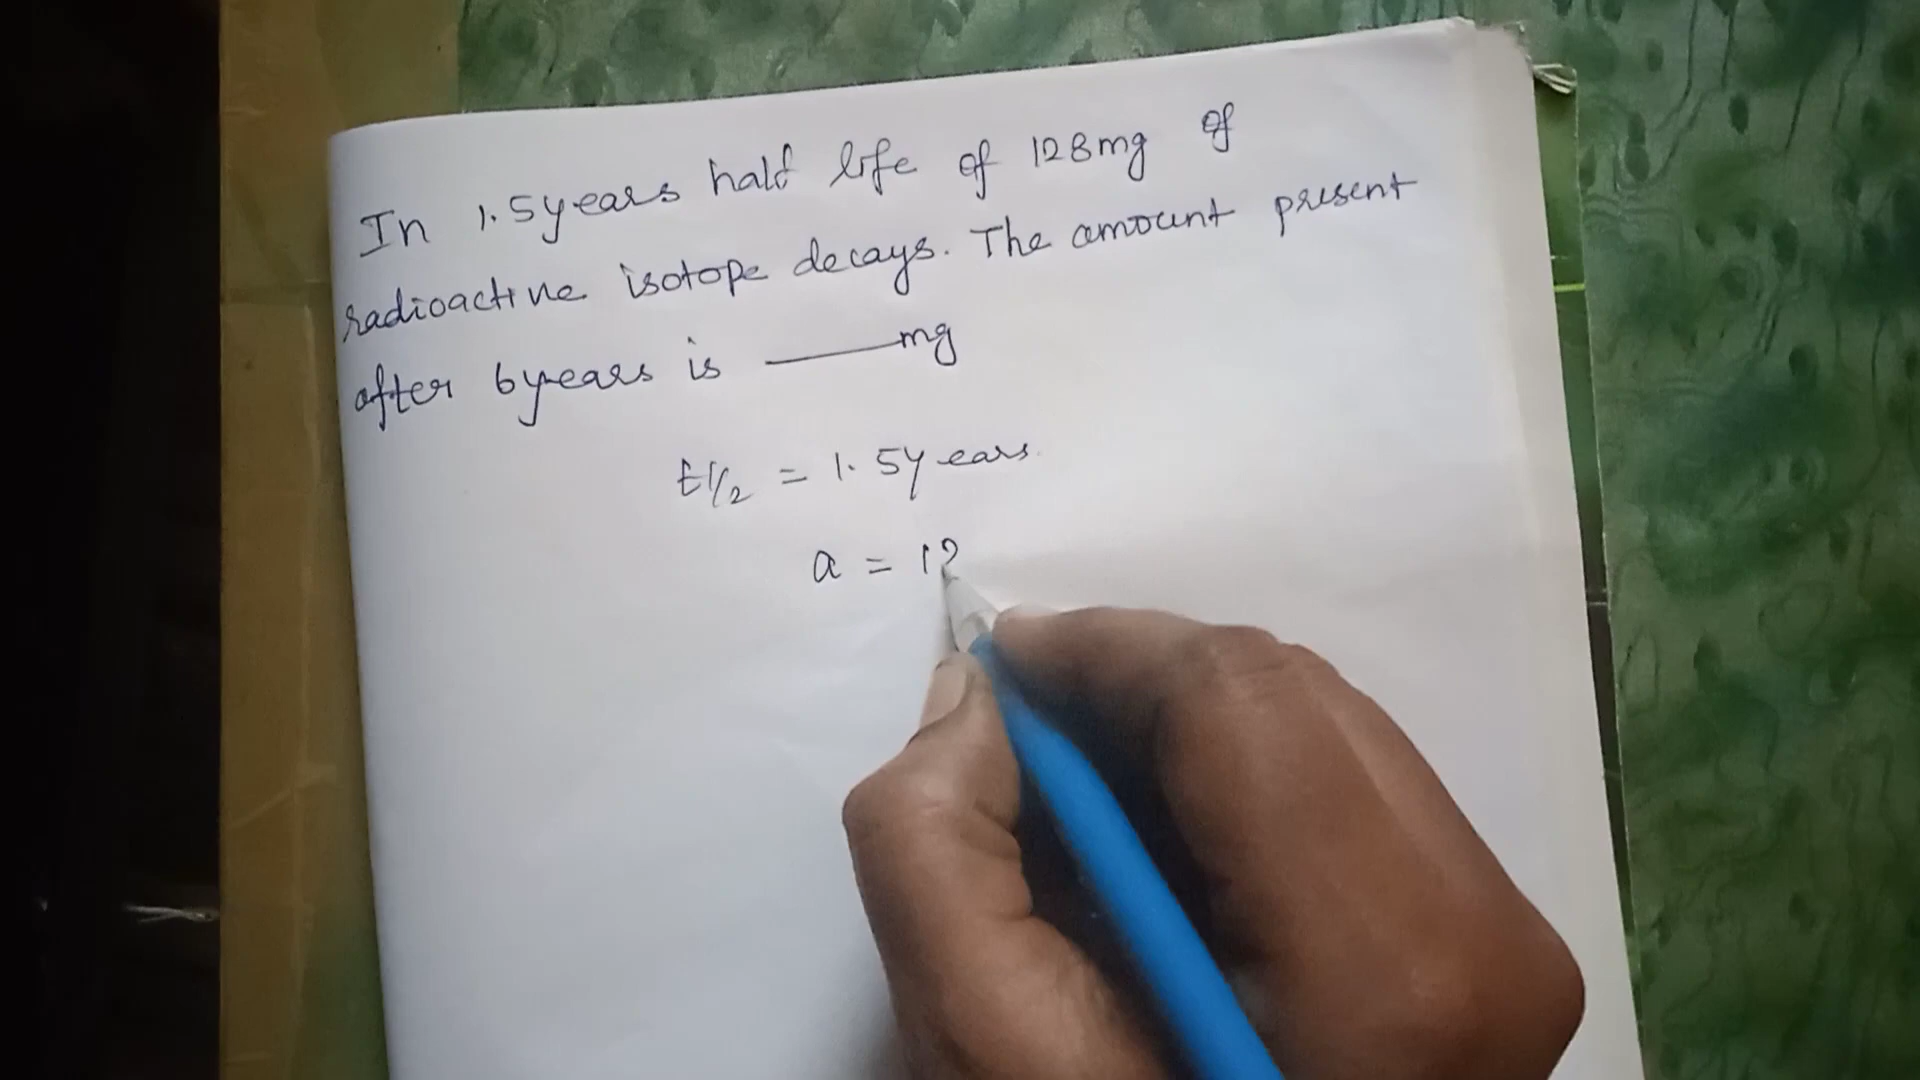 In 1.5years half life of 128mg of
radioactive isotope decays. The amount present
after 6years is ———mg
t1/2 = 1.5years.
a = 12